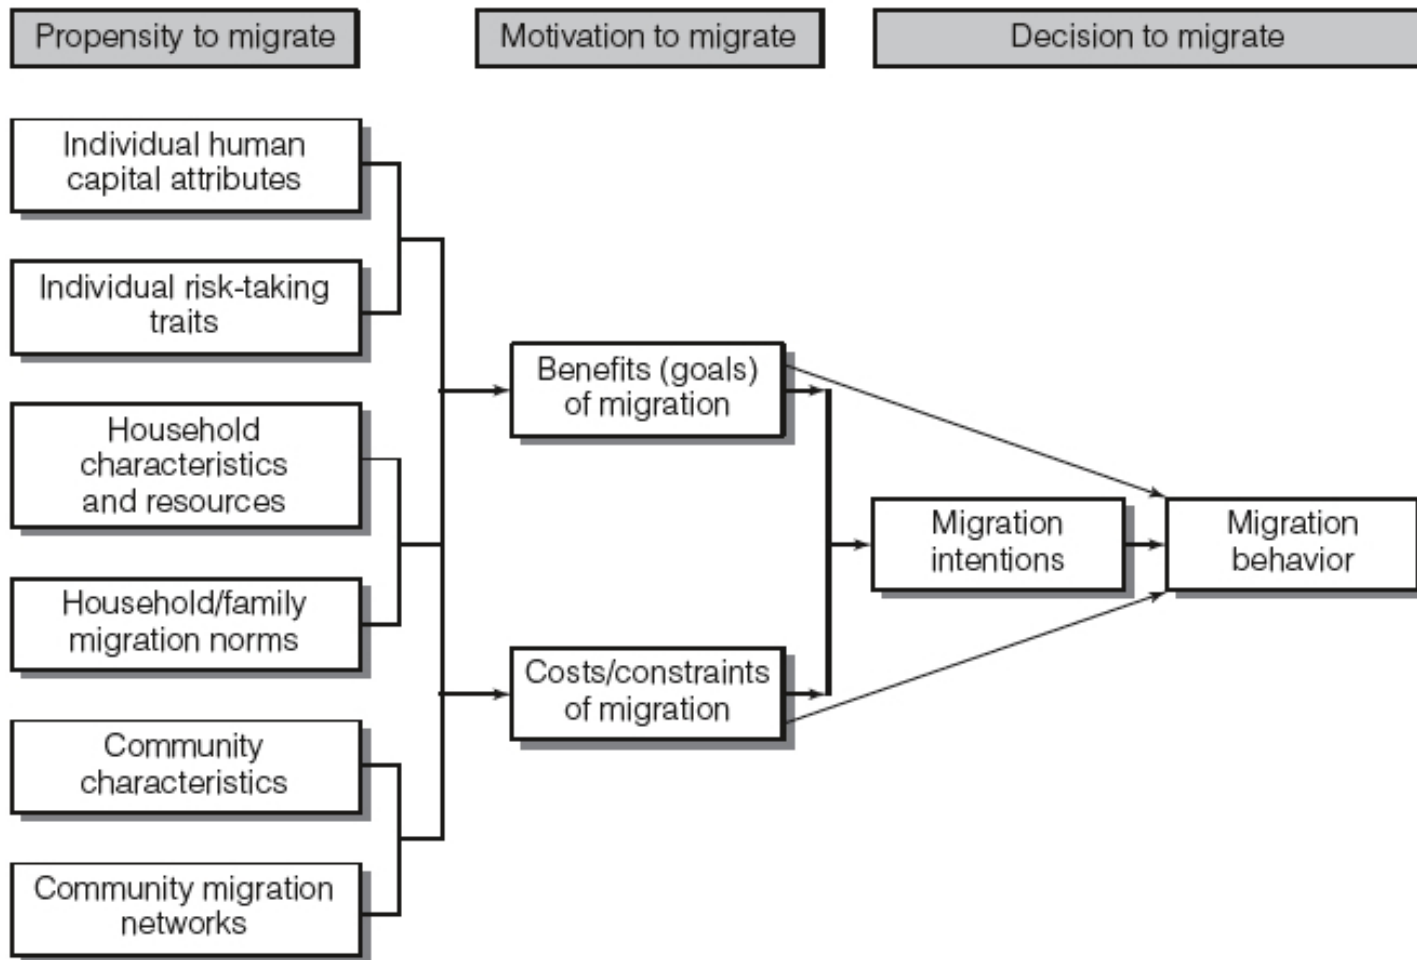 Propensity to migrate
Motivation to migrate
Decision to migrate
Individual human
capital attributes
Individual risk-taking
traits
Household
characteristics
and resources
Household/family
migration norms
Community
characteristics
Community migration
networks
Benefits (goals)
of migration
Costs/constraints
of migration
Migration
intentions
Migration
behavior